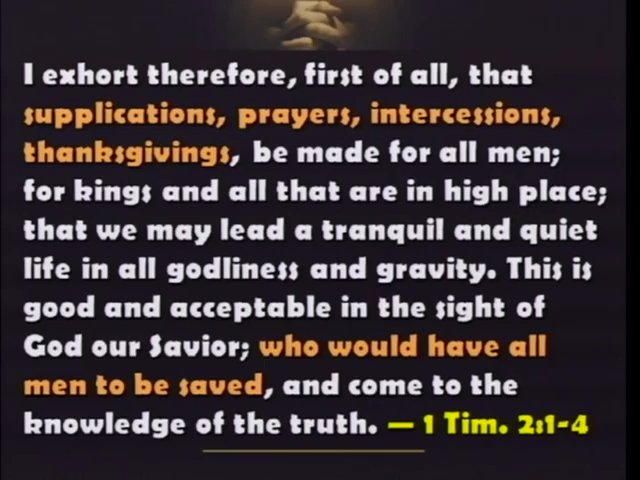 I exhort therefore, first of all, that
supplications, prayers, intercessions,
thanksgivings, be made for all men;
for kings and all that are in high place;
that we may lead a tranquil and quiet
life in all godliness and gravity. This is
good and acceptable in the sight of
God our Savior; who would have all
men to be saved, and come to the
knowledge of the truth. — 1 Tim. 2:1-4